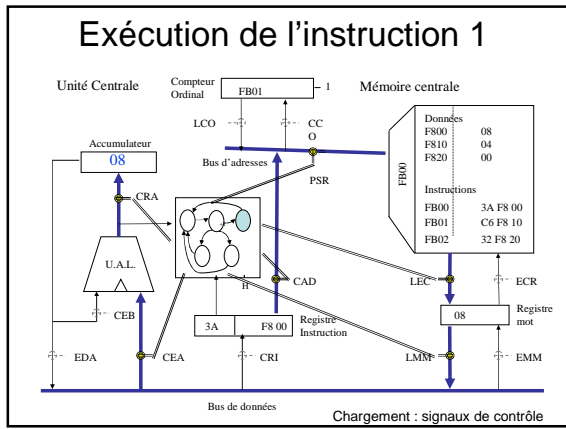 Exécution de l'instruction 1
Unité Centrale
Compteur
Ordinal
FB01
1
Mémoire centrale
LCO
CC
O
Données
F800 08
F810 04
F820 00
Instructions
FB00 3A F8 00
FB01 C6 F8 10
FB02 32 F8 20
FB00
Accumulateur
08
Bus d'adresses
PSR
CRA
U.A.L.
H
CAD
LEC
ECR
CEB
3A F8 00
Registre
Instruction
08
Registre
mot
EDA
CEA
CRI
LMM
EMM
Bus de données
Chargement : signaux de contrôle